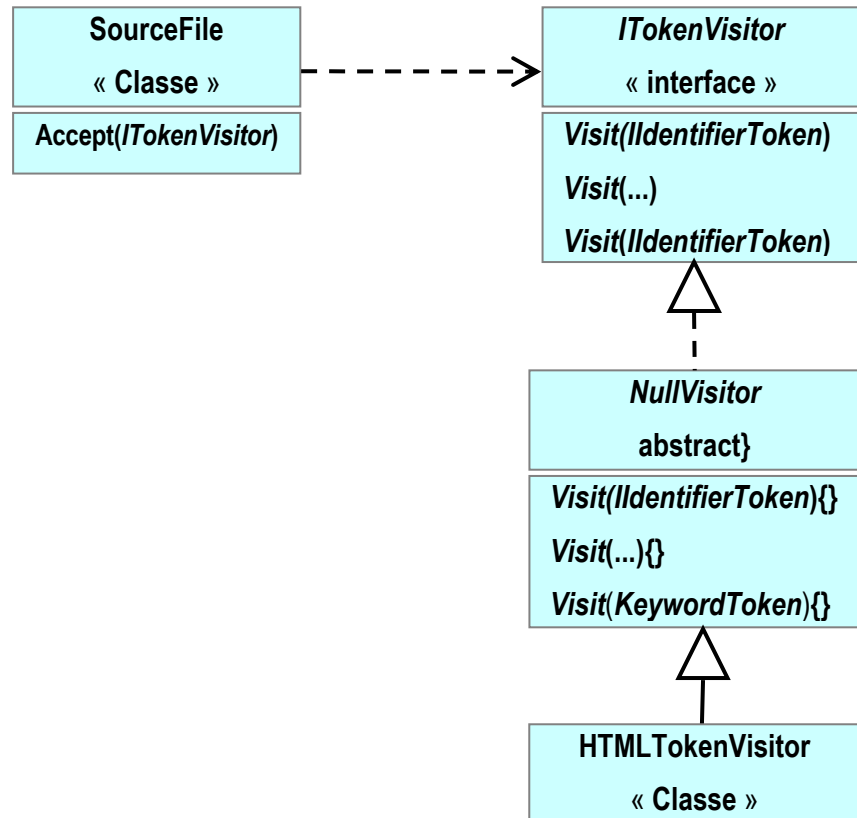 SourceFile
« Classe »
Accept(ITokenVisitor)
ITokenVisitor
« interface »
Visit(IIdentifierToken)
Visit(...)
Visit(IIdentifierToken)
NullVisitor
abstract}
Visit(IIdentifierToken){}
Visit(...){}
Visit(KeywordToken){}
HTMLTokenVisitor
« Classe »